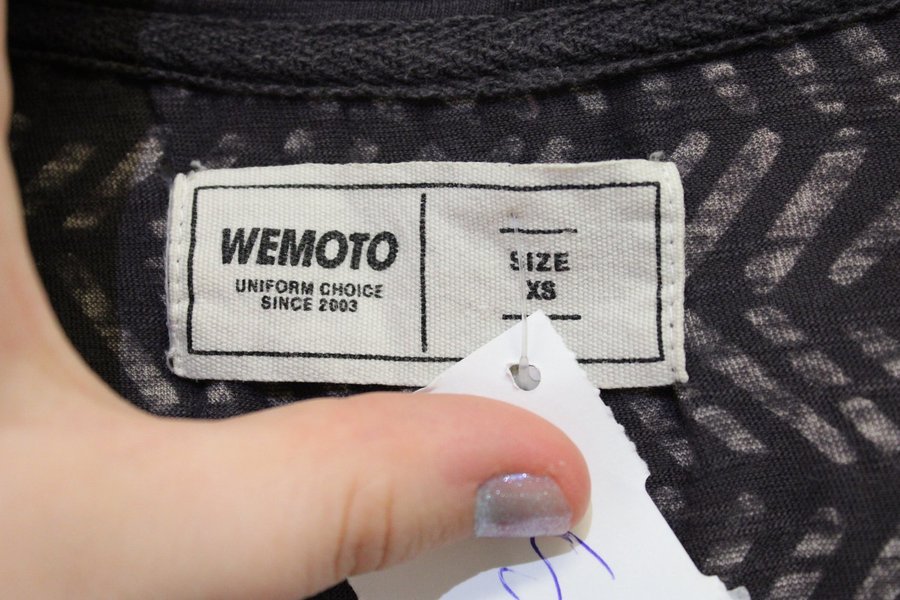 WEMOTO
UNIFORM CHOICE
SINCE 2003
SIZE
XS